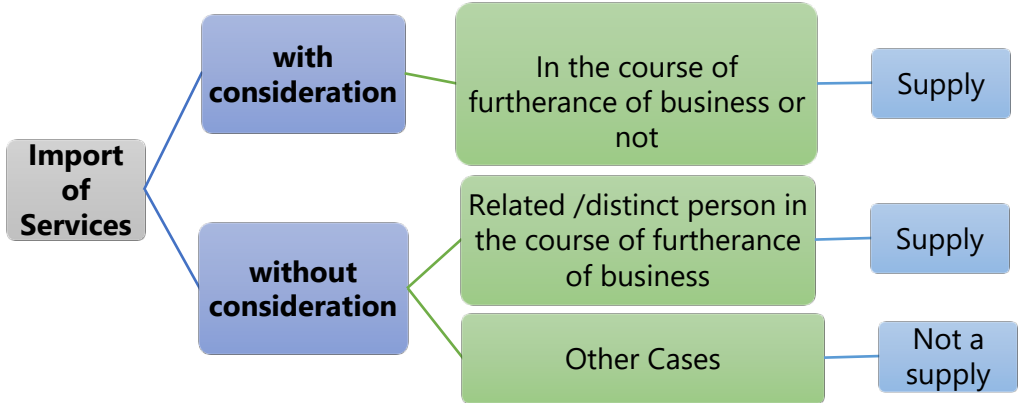 Import
of
Services
with
consideration
In the course of
furtherance of business or
not
Supply
without
consideration
Related /distinct person in
the course of furtherance
of business
Supply
Other Cases
Not a
supply